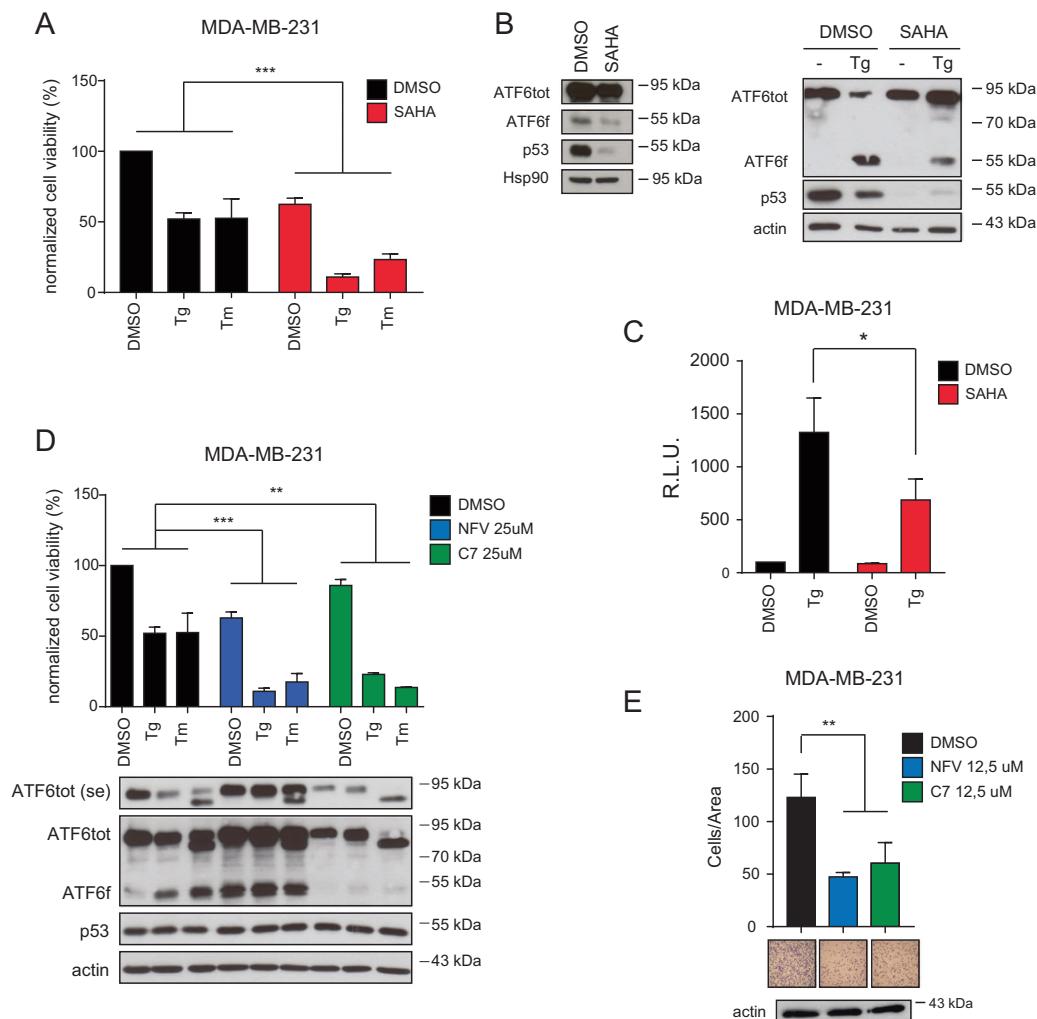 A
MDA-MB-231
normalized cell viability (%)
150
100
50
0
***
DMSO
SAHA
DMSO
Tg
Tm
DMSO
Tg
Tm
B
DMSO
SAHA
ATF6tot
95 kDa
ATF6f
55 kDa
p53
55 kDa
Hsp90
95 kDa
DMSO SAHA
- Tg - Tg
ATF6tot
95 kDa
70 kDa
ATF6f
55 kDa
p53
55 kDa
actin
43 kDa
C
MDA-MB-231
R.L.U.
2000
1500
1000
500
0
*
DMSO
SAHA
DMSO
Tg
DMSO
Tg
D
MDA-MB-231
normalized cell viability (%)
150
100
50
0
**
***
DMSO
NFV 25uM
C7 25uM
DMSO
Tg
Tm
DMSO
Tg
Tm
DMSO
Tg
Tm
ATF6tot (se)
95 kDa
ATF6tot
95 kDa
70 kDa
ATF6f
55 kDa
p53
55 kDa
actin
43 kDa
E
MDA-MB-231
Cells/Area
200
150
100
50
0
**
DMSO
NFV 12,5 uM
C7 12,5 uM
actin
43 kDa